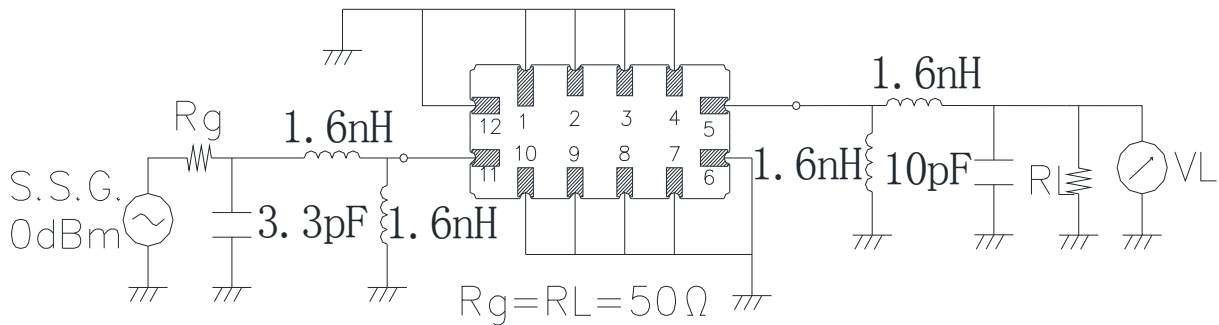 1.6nH
Rg
1.6nH
12 1 2 3 4 5
11 10 9 8 7 6
S.S.G.
0dBm
3.3pF
1.6nH
1.6nH
10pF
RL
VL
Rg=RL=50Ω